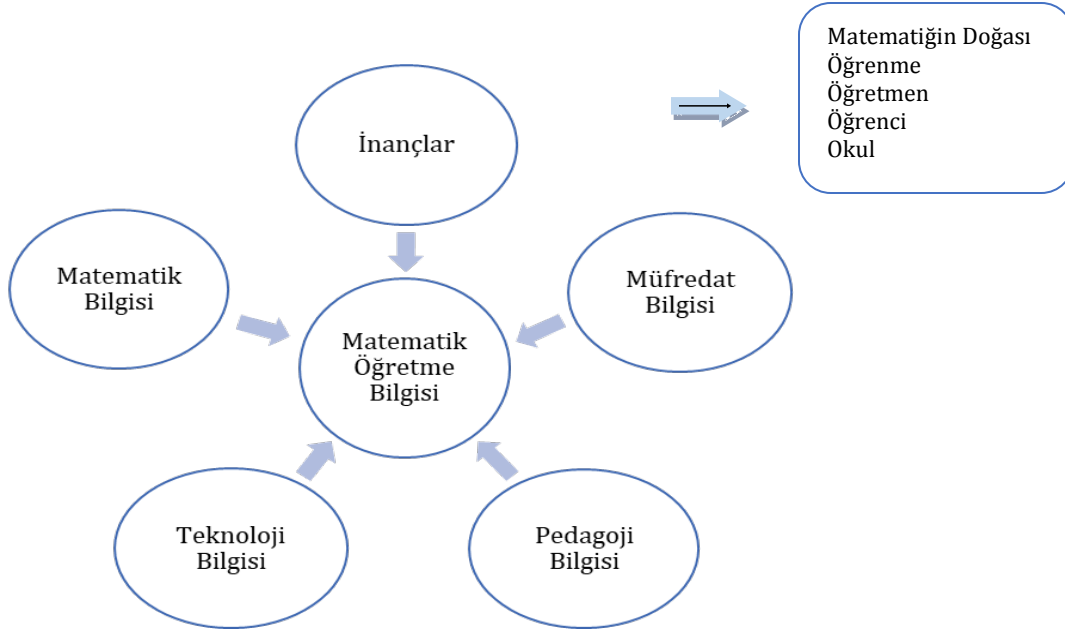 Matematiğin Doğası
Öğrenme
Öğretmen
Öğrenci
Okul
İnançlar
Matematik
Bilgisi
Müfredat
Bilgisi
Matematik
Öğretme
Bilgisi
Teknoloji
Bilgisi
Pedagoji
Bilgisi